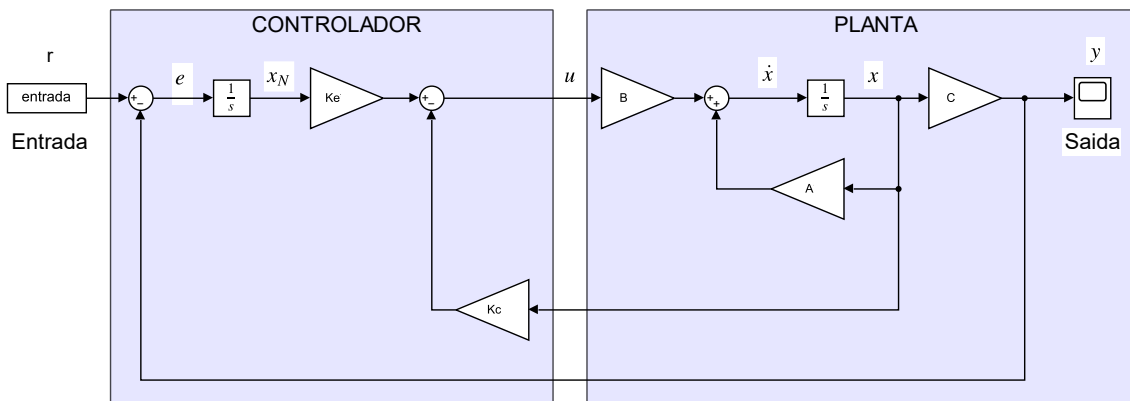 CONTROLADOR
PLANTA
r
entrada
Entrada
+
−
e
1
s
x_N
Ke
+
−
u
B
+
+
ẋ
1
s
x
C
y
Saida
A
Kc